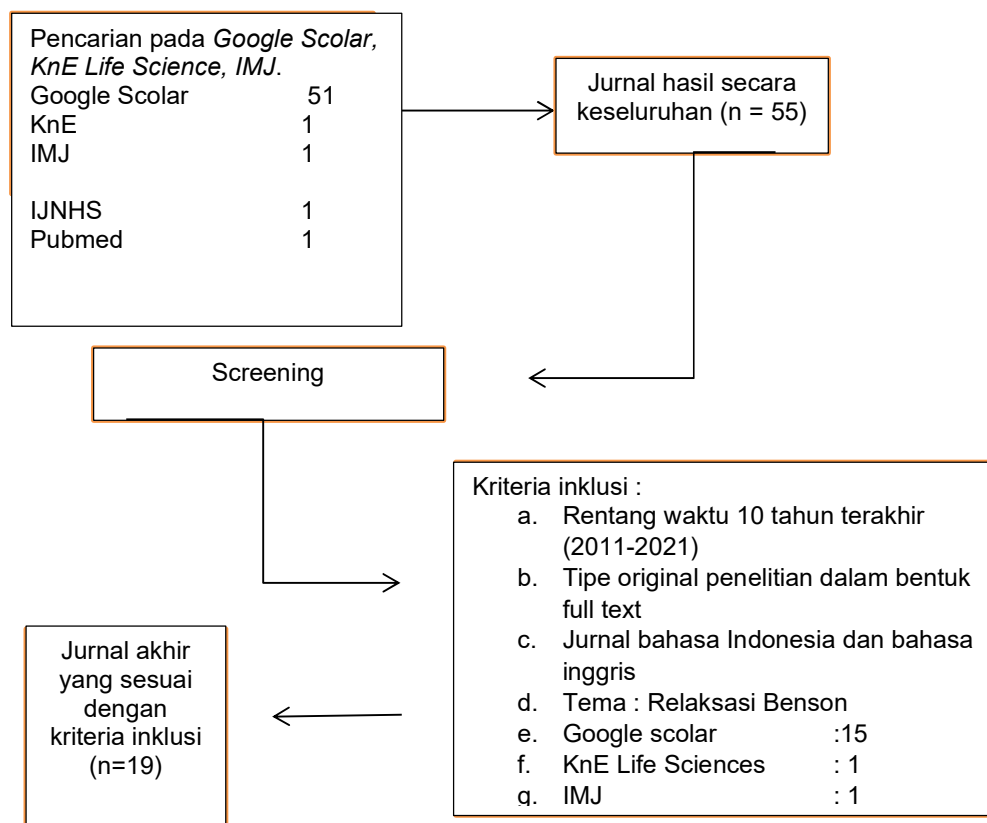 Pencarian pada Google Scolar,
KnE Life Science, IMJ.
Google Scolar 51
KnE 1
IMJ 1
IJNHS 1
Pubmed 1
Jurnal hasil secara
keseluruhan (n = 55)
Screening
Kriteria inklusi :
a. Rentang waktu 10 tahun terakhir
(2011-2021)
b. Tipe original penelitian dalam bentuk
full text
c. Jurnal bahasa Indonesia dan bahasa
inggris
d. Tema : Relaksasi Benson
e. Google scolar :15
f. KnE Life Sciences : 1
g. IMJ : 1
Jurnal akhir
yang sesuai
dengan
kriteria inklusi
(n=19)